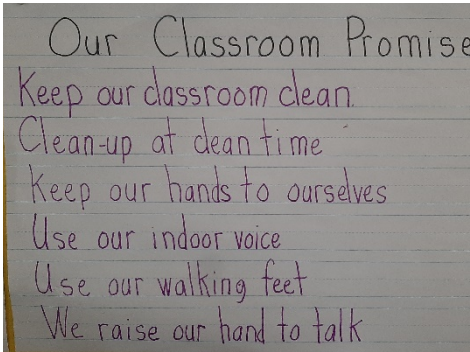 Our Classroom Promise
Keep our classroom clean.
Clean-up at clean time
Keep our hands to ourselves
Use our indoor voice
Use our walking feet
We raise our hand to talk